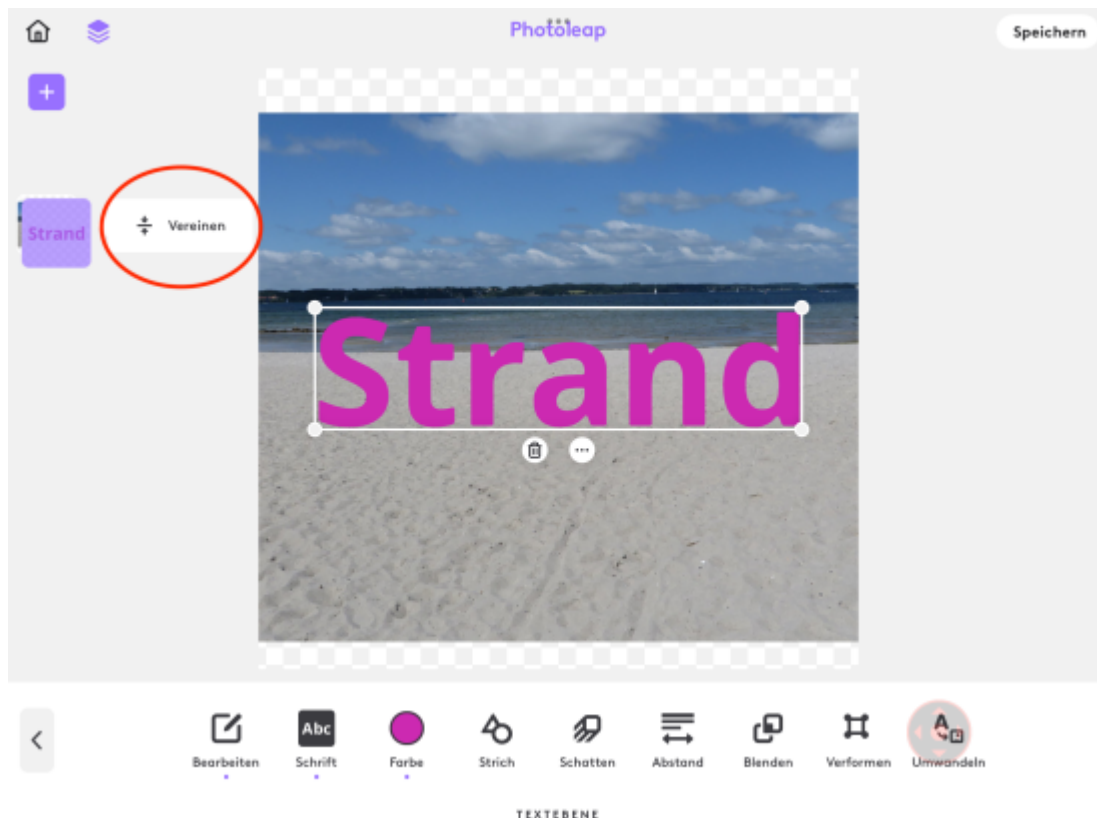 Photoleap
Speichern
Strand
Vereinen
Strand
Abc
Bearbeiten
Schrift
Farbe
Strich
Schatten
Abstand
Blenden
Verformen
Umwandeln
TEXTEBENE